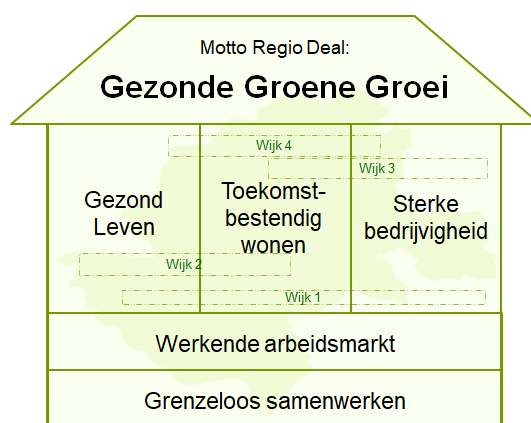 Motto Regio Deal:
Gezonde Groene Groei
Wijk 4
Wijk 3
Gezond
Leven
Toekomst-
bestendig
wonen
Sterke
bedrijvigheid
Wijk 2
Wijk 1
Werkende arbeidsmarkt
Grenzeloos samenwerken